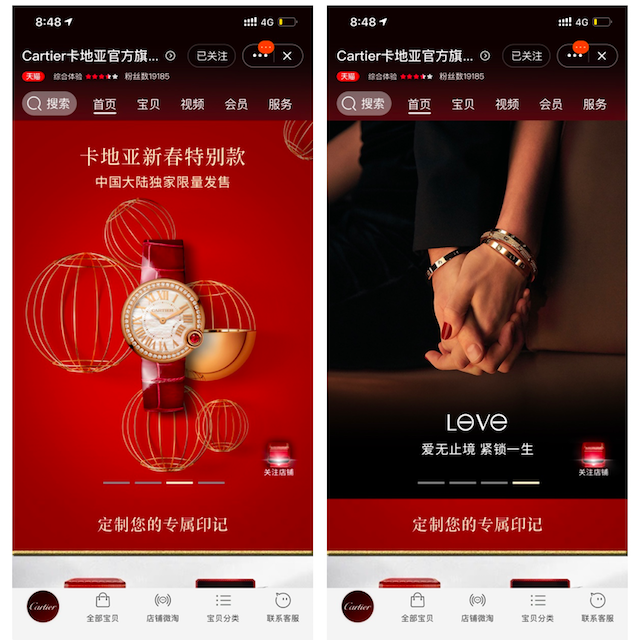 8:48
4G
Cartier卡地亚官方旗...
已关注
天猫 综合体验 粉丝数19185
搜索 首页 宝贝 视频 会员 服务
卡地亚新春特别款
中国大陆独家限量发售
CARTIER
关注店铺
定制您的专属印记
Cartier
全部宝贝
店铺微淘
宝贝分类
联系客服
8:48
4G
Cartier卡地亚官方旗...
已关注
天猫 综合体验 粉丝数19185
搜索 首页 宝贝 视频 会员 服务
LOVE
爱无止境 紧锁一生
关注店铺
定制您的专属印记
Cartier
全部宝贝
店铺微淘
宝贝分类
联系客服